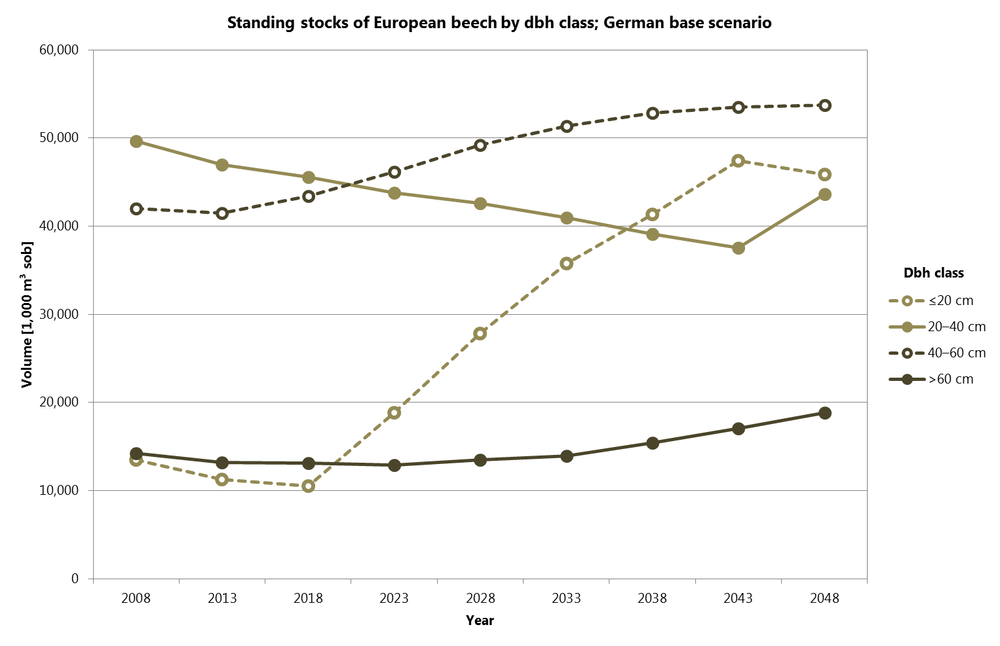 Standing stocks of European beech by dbh class; German base scenario
60,000
50,000
40,000
30,000
20,000
10,000
0
Volume [1,000 m³ sob]
2008 2013 2018 2023 2028 2033 2038 2043 2048
Year
Dbh class
≤20 cm
20–40 cm
40–60 cm
>60 cm